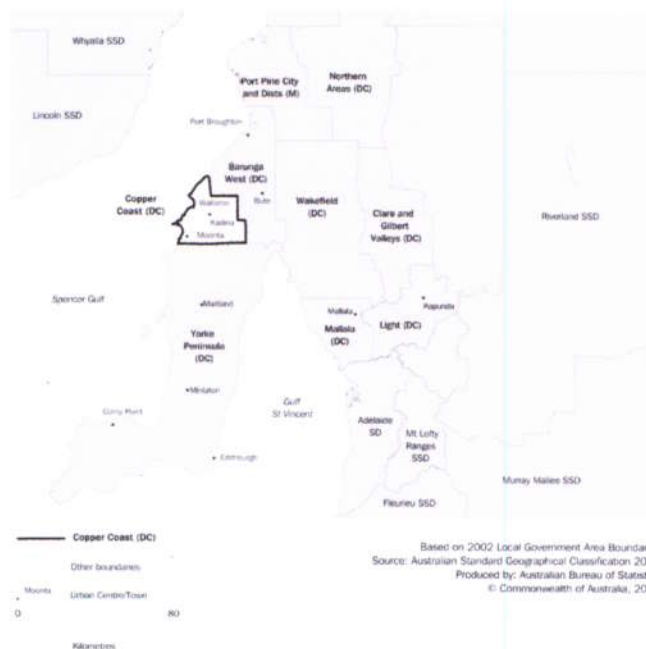 Whyalla SSD
Port Pirie City
and Dists (M)
Northern
Areas (DC)
Lincoln SSD
Port Broughton
Barunga
West (DC)
Copper
Coast (DC)
Wallaroo
Bute
Wakefield
(DC)
Kadina
Moonta
Clare and
Gilbert
Valleys (DC)
Riverland SSD
Spencer Gulf
Maitland
Mallala
Kapunda
Yorke
Peninsula
(DC)
Mallala
(DC)
Light (DC)
Minlaton
Gulf
St Vincent
Corny Point
Adelaide
SD
Mt Lofty
Ranges
SSD
Edithburgh
Murray Mallee SSD
Fleurieu SSD
Copper Coast (DC)
Other boundaries
Moonta
Urban Centre/Town
0 80
Kilometres
Based on 2002 Local Government Area Boundar
Source: Australian Standard Geographical Classification 20
Produced by: Australian Bureau of Statist
© Commonwealth of Australia, 20